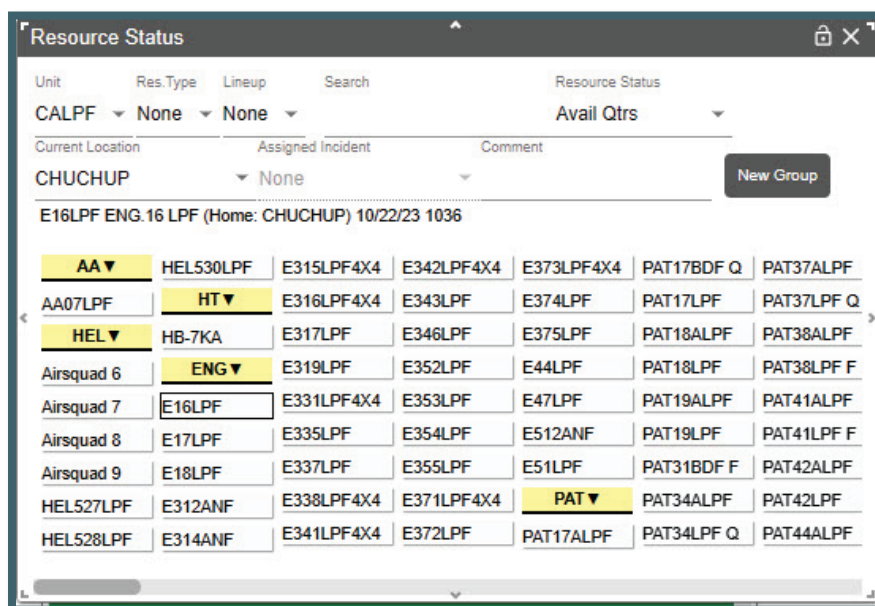 Resource Status
Unit Res.Type Lineup Search Resource Status
CALPF None None Avail Qtrs
Current Location Assigned Incident Comment
CHUCHUP None New Group
E16LPF ENG.16 LPF (Home: CHUCHUP) 10/22/23 1036
AA▼ HEL530LPF E315LPF4X4 E342LPF4X4 E373LPF4X4 PAT17BDF Q PAT37ALPF
AA07LPF HT▼ E316LPF4X4 E343LPF E374LPF PAT17LPF PAT37LPF Q
HEL▼ HB-7KA E317LPF E346LPF E375LPF PAT18ALPF PAT38ALPF
Airsquad 6 ENG▼ E319LPF E352LPF E44LPF PAT18LPF PAT38LPF F
Airsquad 7 E16LPF E331LPF4X4 E353LPF E47LPF PAT19ALPF PAT41ALPF
Airsquad 8 E17LPF E335LPF E354LPF E512ANF PAT19LPF PAT41LPF F
Airsquad 9 E18LPF E337LPF E355LPF E51LPF PAT31BDF F PAT42ALPF
HEL527LPF E312ANF E338LPF4X4 E371LPF4X4 PAT▼ PAT34ALPF PAT42LPF
HEL528LPF E314ANF E341LPF4X4 E372LPF PAT17ALPF PAT34LPF Q PAT44ALPF